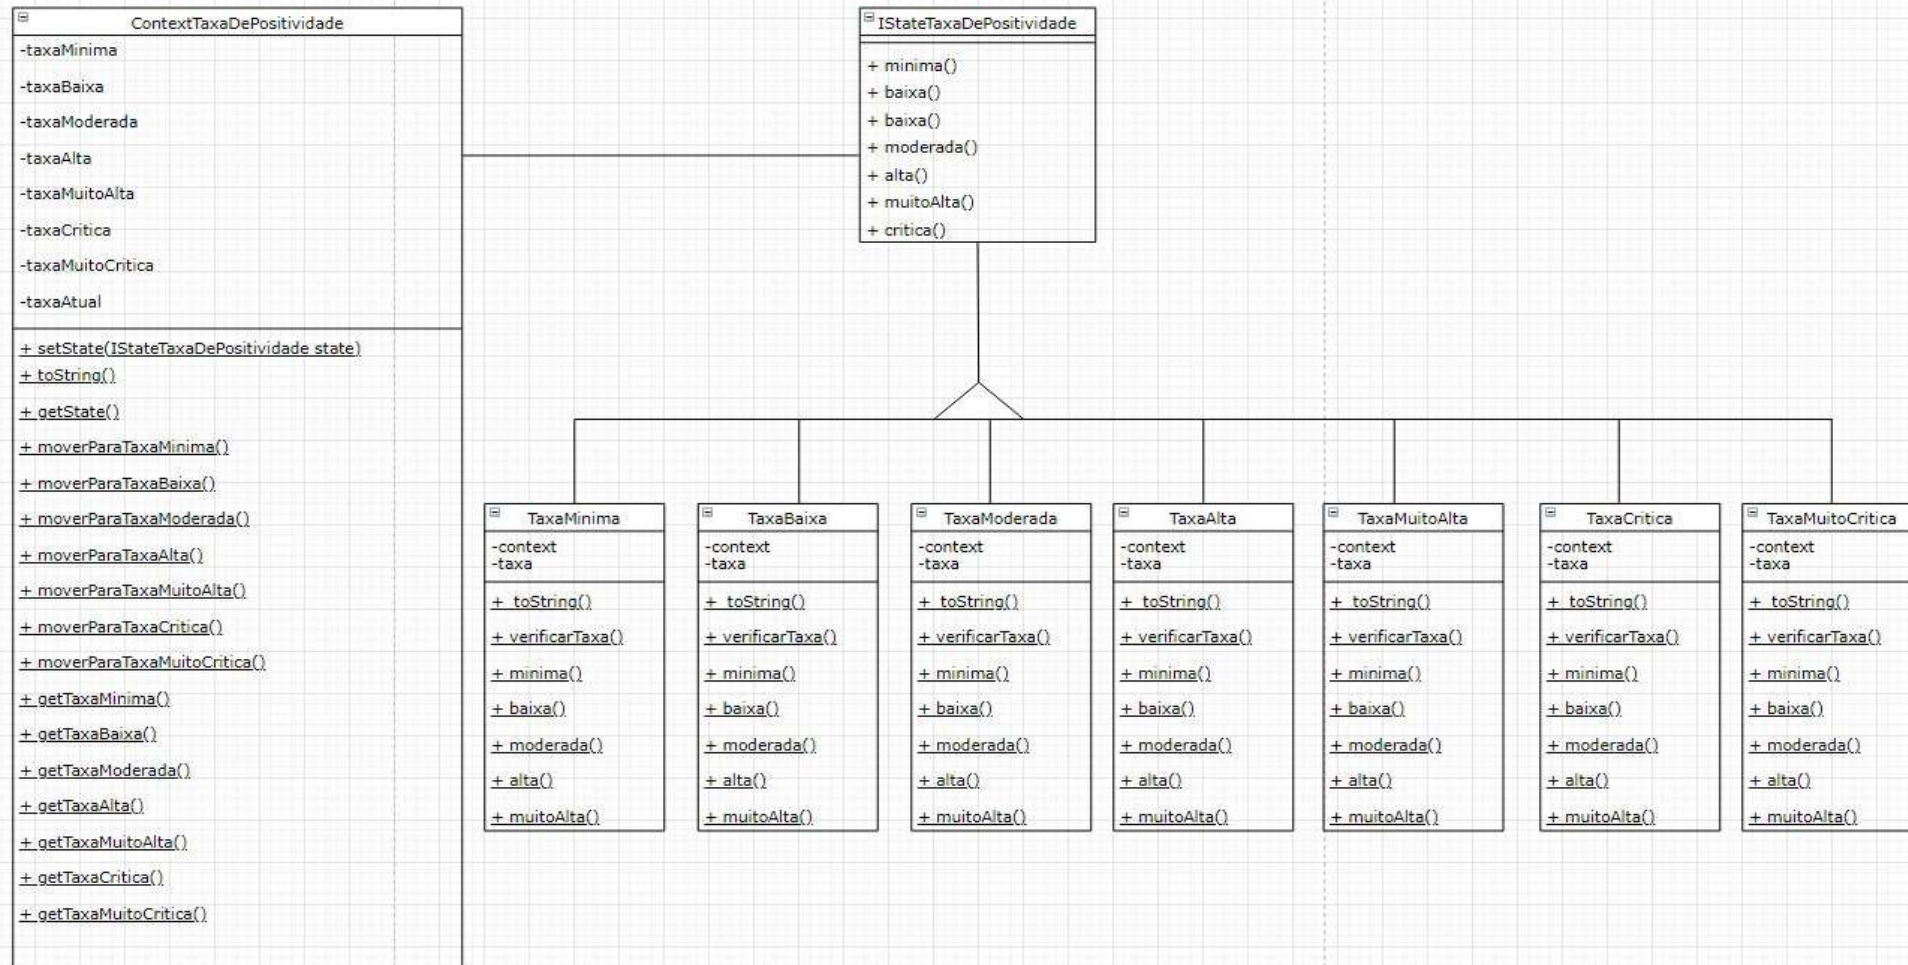 ContextTaxaDePositividade
-taxaMinima
-taxaBaixa
-taxaModerada
-taxaAlta
-taxaMuitoAlta
-taxaCritica
-taxaMuitoCritica
-taxaAtual
+ setState(IStateTaxaDePositividade state)
+ toString()
+ getState()
+ moverParaTaxaMinima()
+ moverParaTaxaBaixa()
+ moverParaTaxaModerada()
+ moverParaTaxaAlta()
+ moverParaTaxaMuitoAlta()
+ moverParaTaxaCritica()
+ moverParaTaxaMuitoCritica()
+ getTaxaMinima()
+ getTaxaBaixa()
+ getTaxaModerada()
+ getTaxaAlta()
+ getTaxaMuitoAlta()
+ getTaxaCritica()
+ getTaxaMuitoCritica()
IStateTaxaDePositividade
+ minima()
+ baixa()
+ baixa()
+ moderada()
+ alta()
+ muitoAlta()
+ critica()
TaxaMinima
-context
-taxa
+ toString()
+ verificarTaxa()
+ minima()
+ baixa()
+ moderada()
+ alta()
+ muitoAlta()
TaxaBaixa
-context
-taxa
+ toString()
+ verificarTaxa()
+ minima()
+ baixa()
+ moderada()
+ alta()
+ muitoAlta()
TaxaModerada
-context
-taxa
+ toString()
+ verificarTaxa()
+ minima()
+ baixa()
+ moderada()
+ alta()
+ muitoAlta()
TaxaAlta
-context
-taxa
+ toString()
+ verificarTaxa()
+ minima()
+ baixa()
+ moderada()
+ alta()
+ muitoAlta()
TaxaMuitoAlta
-context
-taxa
+ toString()
+ verificarTaxa()
+ minima()
+ baixa()
+ moderada()
+ alta()
+ muitoAlta()
TaxaCritica
-context
-taxa
+ toString()
+ verificarTaxa()
+ minima()
+ baixa()
+ moderada()
+ alta()
+ muitoAlta()
TaxaMuitoCritica
-context
-taxa
+ toString()
+ verificarTaxa()
+ minima()
+ baixa()
+ moderada()
+ alta()
+ muitoAlta()